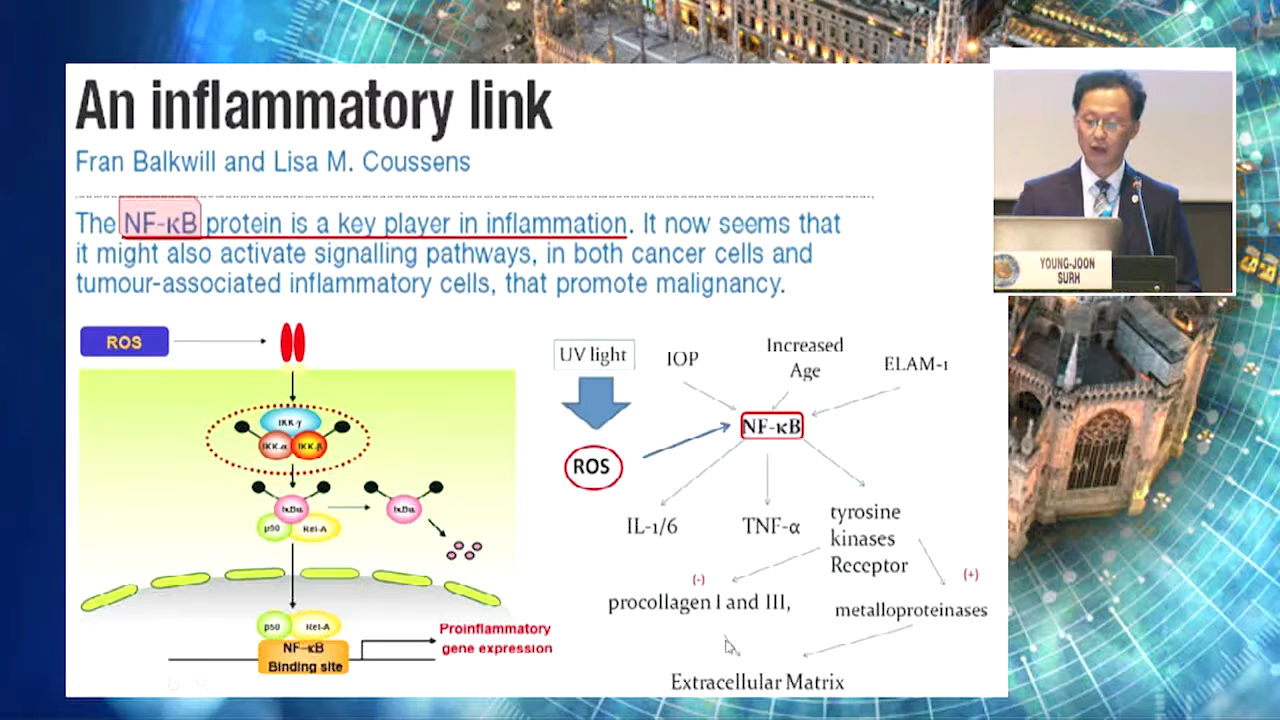 An inflammatory link
Fran Balkwill and Lisa M. Coussens
The NF-κB protein is a key player in inflammation. It now seems that
it might also activate signalling pathways, in both cancer cells and
tumour-associated inflammatory cells, that promote malignancy.
YOUNG-JOON
SURH
ROS
IKK-γ
IKK-α IKK-β
IκBα IκBα
p50 Rel-A
p50 Rel-A
NF-κB
Binding site
Proinflammatory
gene expression
UV light
IOP
Increased
Age
ELAM-1
NF-κB
ROS
IL-1/6
TNF-α
tyrosine
kinases
Receptor
(-)
(+)
procollagen I and III,
metalloproteinases
Extracellular Matrix